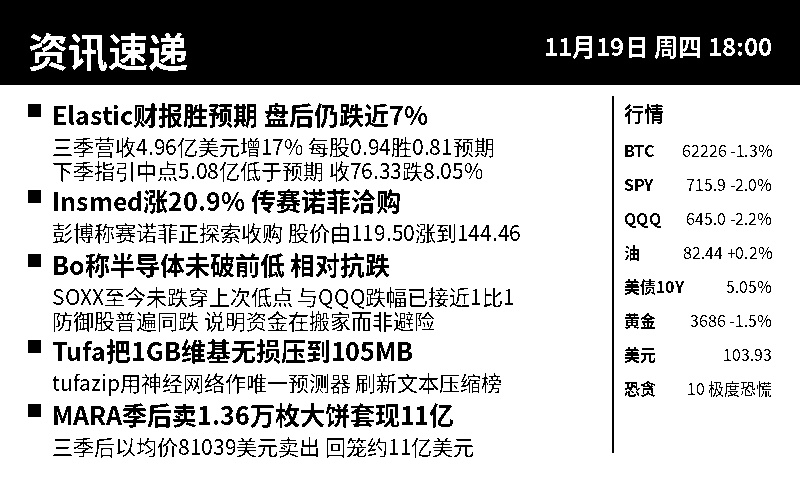 资讯速递
11月19日 周四 18:00
Elastic财报胜预期 盘后仍跌近7%
三季营收4.96亿美元增17% 每股0.94胜0.81预期
下季指引中点5.08亿低于预期 收76.33跌8.05%
Insmed涨20.9% 传赛诺菲洽购
彭博称赛诺菲正探索收购 股价由119.50涨到144.46
Bo称半导体未破前低 相对抗跌
SOXX至今未跌穿上次低点 与QQQ跌幅已接近1比1
防御股普遍同跌 说明资金在搬家而非避险
Tufa把1GB维基无损压到105MB
tufazip用神经网络作唯一预测器 刷新文本压缩榜
MARA季后卖1.36万枚大饼套现11亿
三季后以均价81039美元卖出 回笼约11亿美元
行情
BTC 62226 -1.3%
SPY 715.9 -2.0%
QQQ 645.0 -2.2%
油 82.44 +0.2%
美债10Y 5.05%
黄金 3686 -1.5%
美元 103.93
恐贪 10 极度恐慌